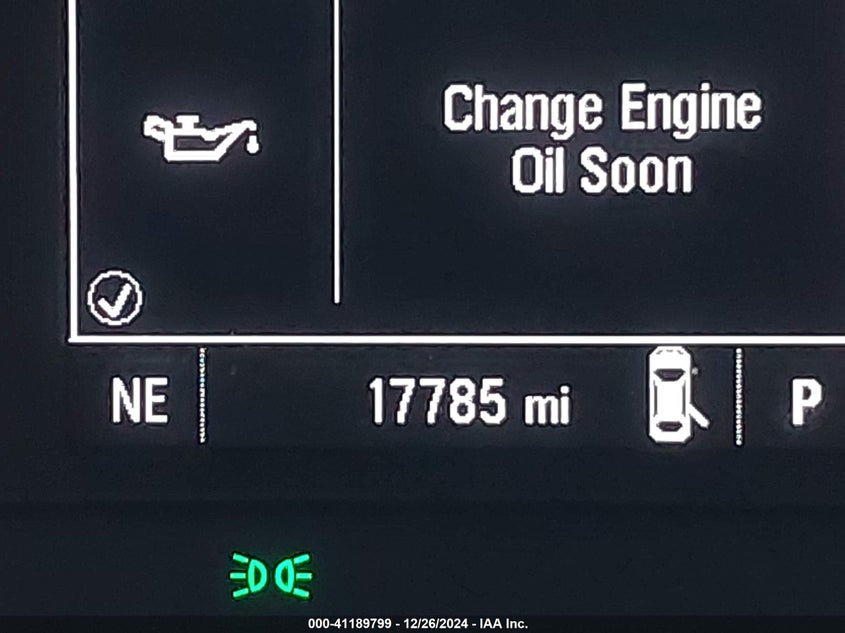 Change Engine
Oil Soon
NE 17785 mi P
000-41189799 - 12/26/2024 - IAA Inc.